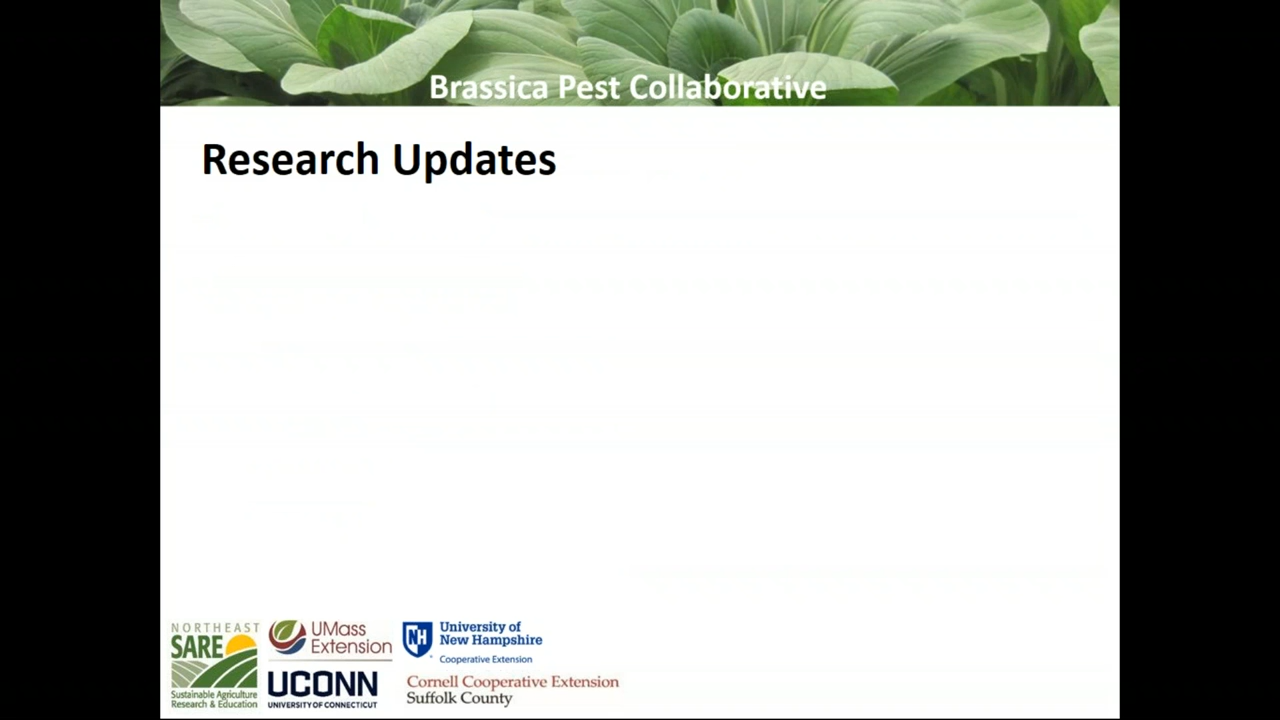 Brassica Pest Collaborative
Research Updates
NORTHEAST
SARE
Sustainable Agriculture
Research & Education
UMass
Extension
UCONN
UNIVERSITY OF CONNECTICUT
NH
University of
New Hampshire
Cooperative Extension
Cornell Cooperative Extension
Suffolk County